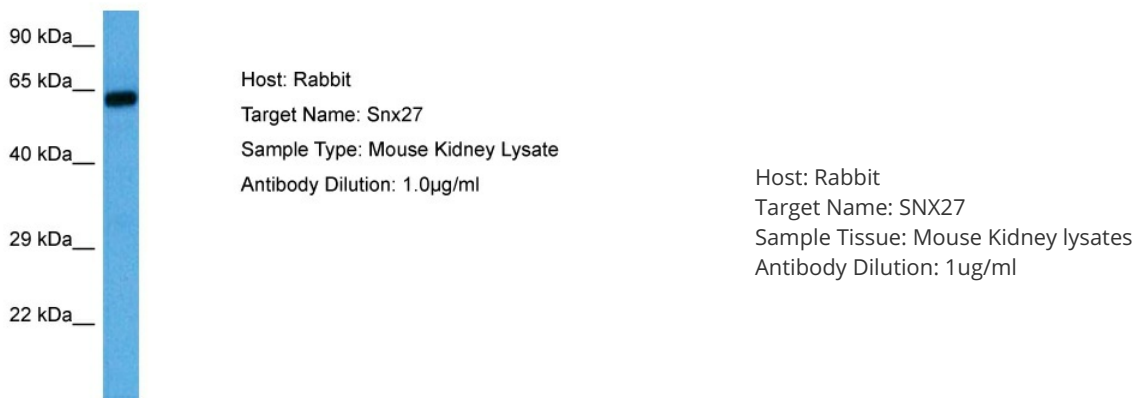 90 kDa__
65 kDa__
40 kDa__
29 kDa__
22 kDa__
Host: Rabbit
Target Name: Snx27
Sample Type: Mouse Kidney Lysate
Antibody Dilution: 1.0µg/ml
Host: Rabbit
Target Name: SNX27
Sample Tissue: Mouse Kidney lysates
Antibody Dilution: 1ug/ml